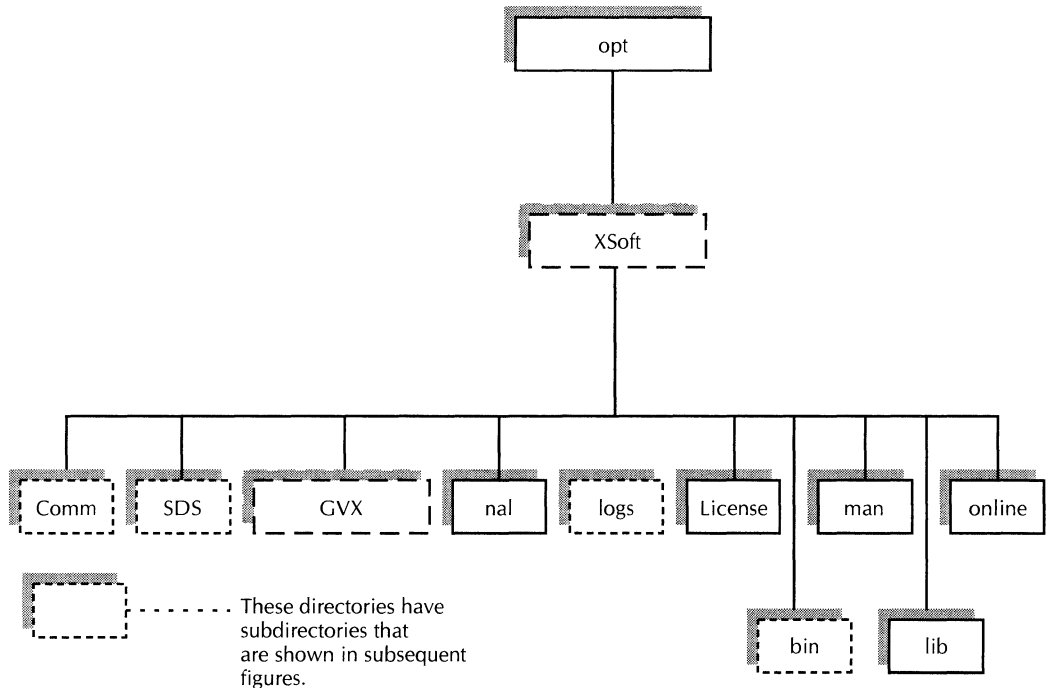 opt
XSoft
Comm
SDS
GVX
nal
logs
License
man
online
bin
lib
These directories have
subdirectories that
are shown in subsequent
figures.